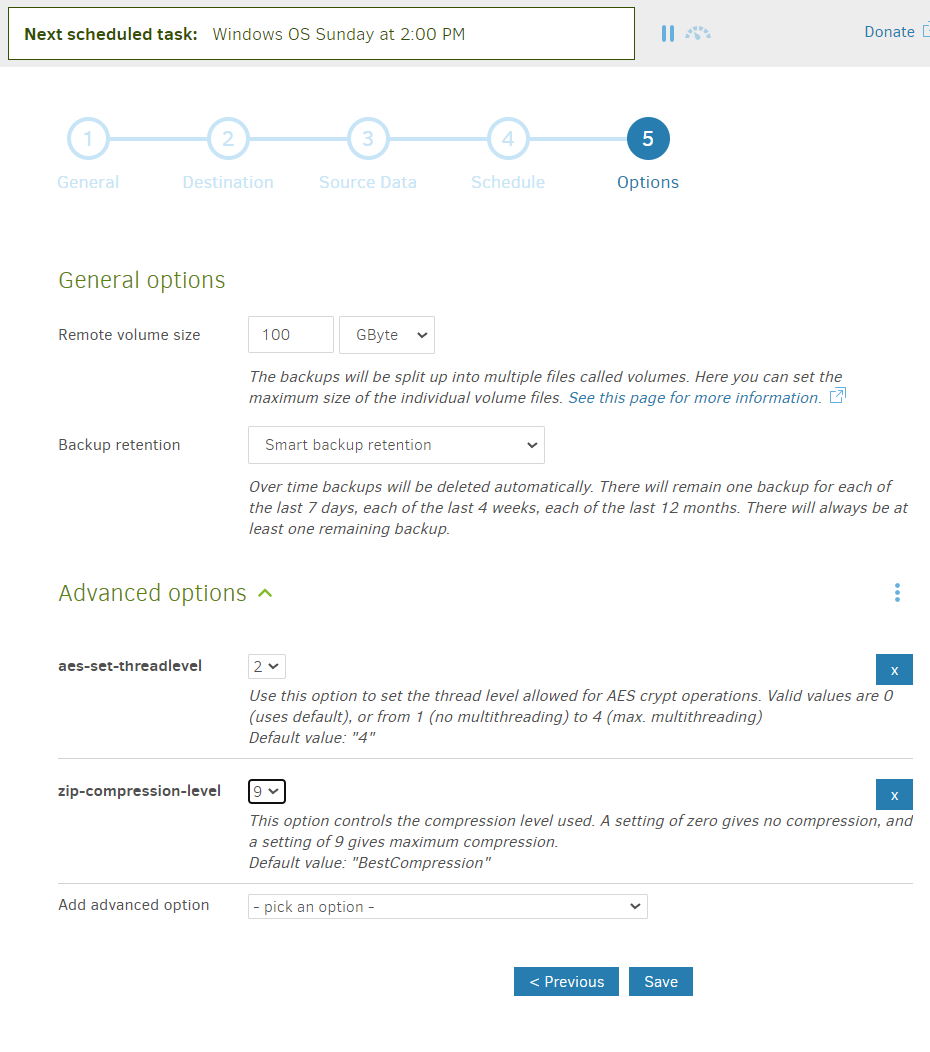 Next scheduled task: Windows OS Sunday at 2:00 PM
Donate
1 2 3 4 5
General Destination Source Data Schedule Options
General options
Remote volume size 100 GByte
The backups will be split up into multiple files called volumes. Here you can set the
maximum size of the individual volume files. See this page for more information.
Backup retention Smart backup retention
Over time backups will be deleted automatically. There will remain one backup for each of
the last 7 days, each of the last 4 weeks, each of the last 12 months. There will always be at
least one remaining backup.
Advanced options
aes-set-threadlevel 2 x
Use this option to set the thread level allowed for AES crypt operations. Valid values are 0
(uses default), or from 1 (no multithreading) to 4 (max. multithreading)
Default value: "4"
zip-compression-level 9 x
This option controls the compression level used. A setting of zero gives no compression, and
a setting of 9 gives maximum compression.
Default value: "BestCompression"
Add advanced option - pick an option -
< Previous Save